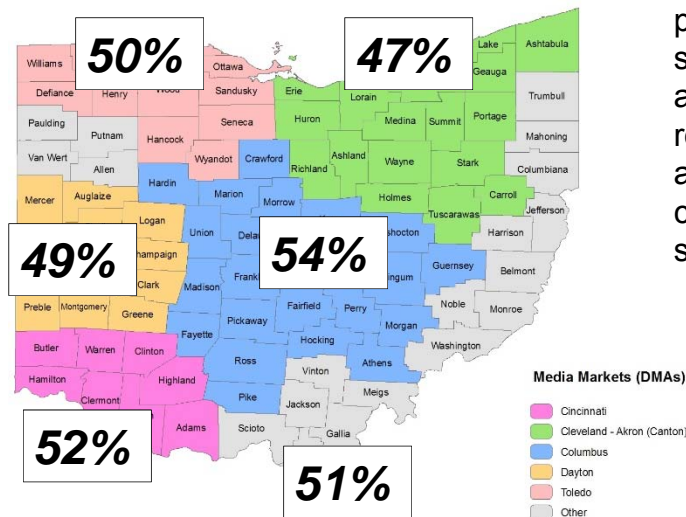 50%
47%
49%
54%
52%
51%
Williams
Defiance
Henry
Wood
Ottawa
Sandusky
Seneca
Hancock
Wyandot
Paulding
Putnam
Van Wert
Allen
Erie
Lorain
Lake
Geauga
Ashtabula
Trumbull
Huron
Medina
Summit
Portage
Mahoning
Columbiana
Richland
Ashland
Wayne
Stark
Holmes
Carroll
Tuscarawas
Jefferson
Harrison
Crawford
Hardin
Marion
Morrow
Mercer
Auglaize
Logan
Union
Clark
Madison
Guernsey
Belmont
Noble
Monroe
Preble
Montgomery
Greene
Fairfield
Perry
Morgan
Pickaway
Fayette
Hocking
Washington
Butler
Warren
Clinton
Ross
Athens
Vinton
Hamilton
Clermont
Highland
Pike
Meigs
Jackson
Adams
Scioto
Gallia
Media Markets (DMAs)
Cincinnati
Cleveland - Akron (Canton)
Columbus
Dayton
Toledo
Other